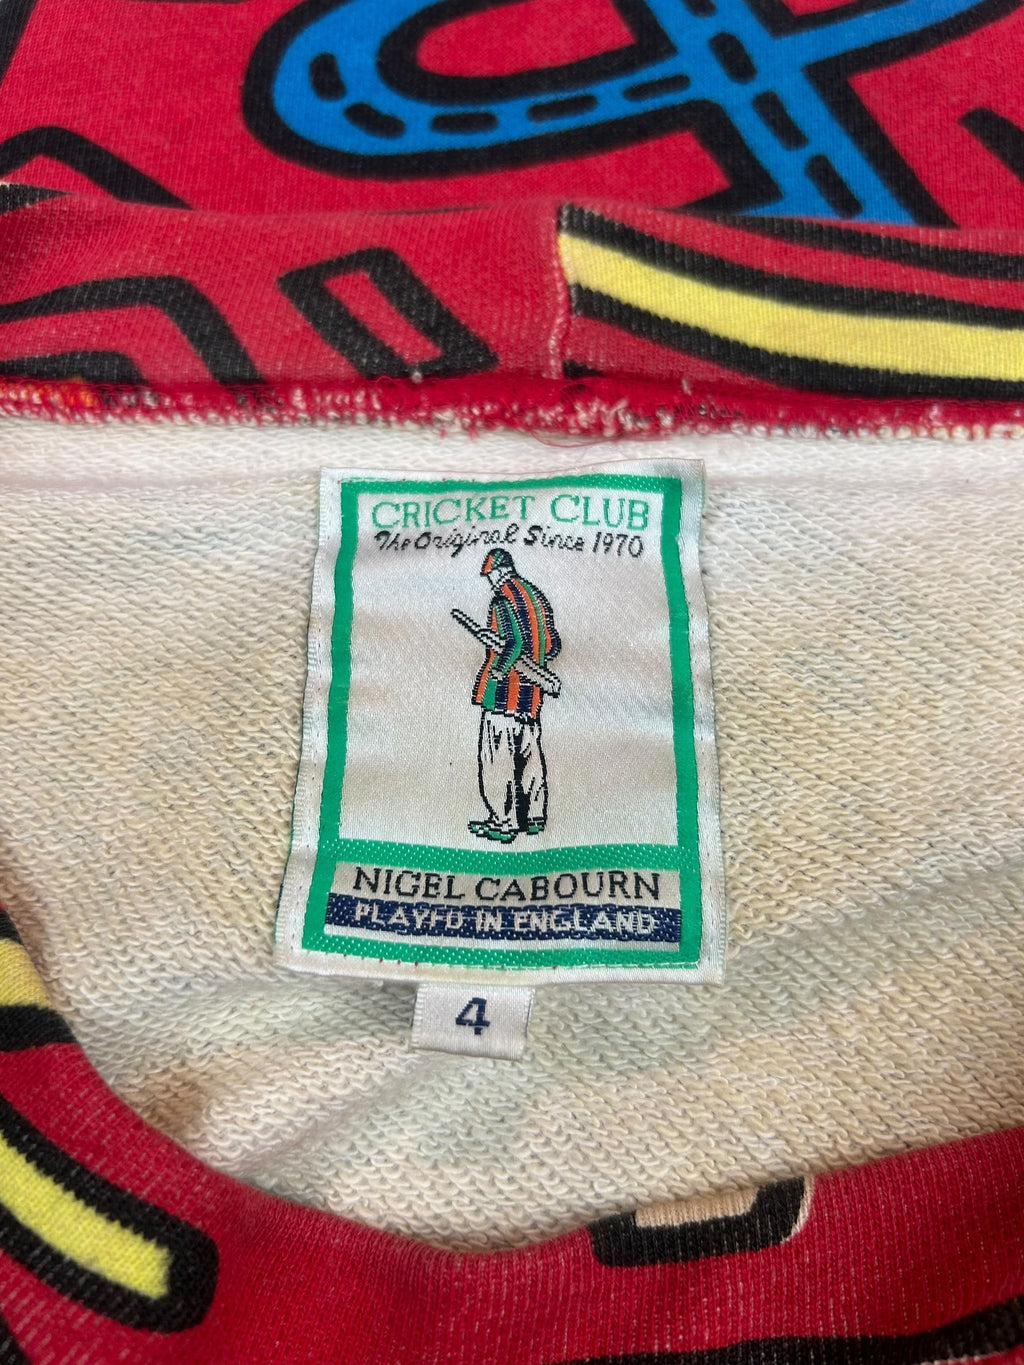 CRICKET CLUB
The Original Since 1970
NIGEL CABOURN
PLAYED IN ENGLAND
4